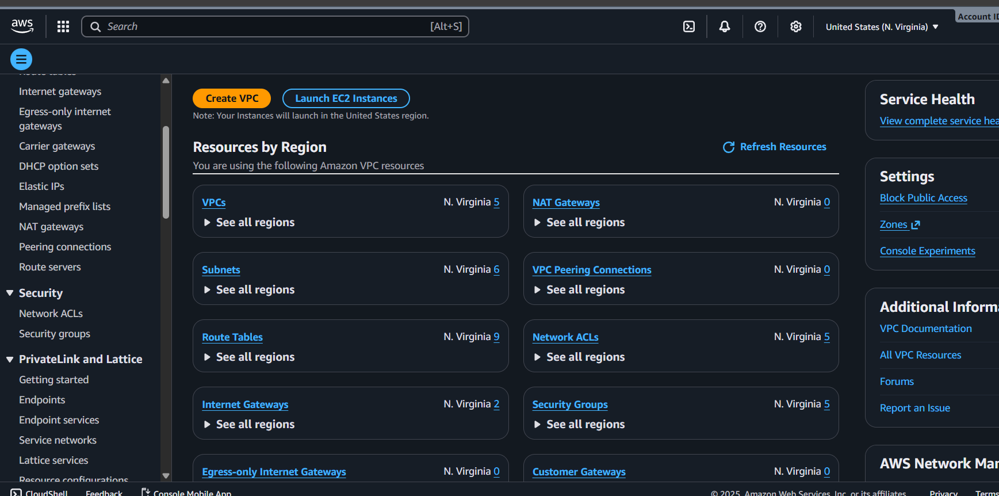 aws
Search
[Alt+S]
United States (N. Virginia)
Account ID
Route tables
Internet gateways
Egress-only internet
gateways
Carrier gateways
DHCP option sets
Elastic IPs
Managed prefix lists
NAT gateways
Peering connections
Route servers
Security
Network ACLs
Security groups
PrivateLink and Lattice
Getting started
Endpoints
Endpoint services
Service networks
Lattice services
Resource configurations
Create VPC
Launch EC2 Instances
Note: Your Instances will launch in the United States region.
Resources by Region
Refresh Resources
You are using the following Amazon VPC resources
VPCs N. Virginia 5
See all regions
NAT Gateways N. Virginia 0
See all regions
Subnets N. Virginia 6
See all regions
VPC Peering Connections N. Virginia 0
See all regions
Route Tables N. Virginia 9
See all regions
Network ACLs N. Virginia 5
See all regions
Internet Gateways N. Virginia 2
See all regions
Security Groups N. Virginia 5
See all regions
Egress-only Internet Gateways N. Virginia 0
Customer Gateways N. Virginia 0
Service Health
View complete service hea
Settings
Block Public Access
Zones
Console Experiments
Additional Informa
VPC Documentation
All VPC Resources
Forums
Report an Issue
AWS Network Man
CloudShell Feedback Console Mobile App
© 2025, Amazon Web Services, Inc. or its affiliates. Privacy Terms